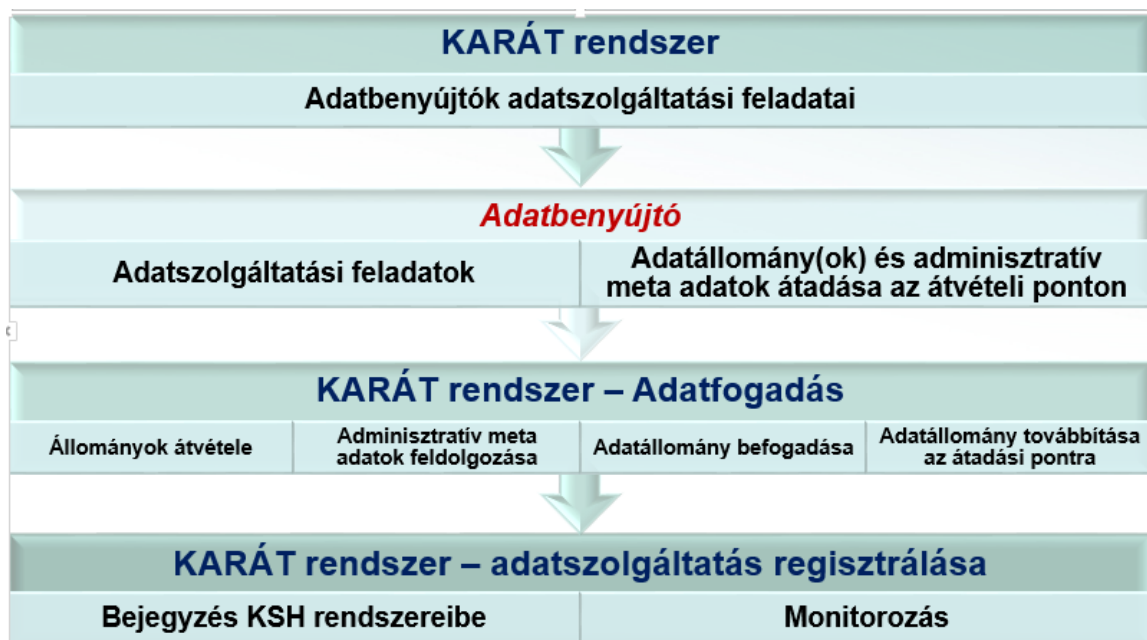 KARÁT rendszer
Adatbenyújtók adatszolgáltatási feladatai
Adatbenyújtó
Adatszolgáltatási feladatok
Adatállomány(ok) és adminisztratív
meta adatok átadása az átvételi ponton
KARÁT rendszer – Adatfogadás
Állományok átvétele
Adminisztratív meta
adatok feldolgozása
Adatállomány befogadása
Adatállomány továbbítása
az átadási pontra
KARÁT rendszer – adatszolgáltatás regisztrálása
Bejegyzés KSH rendszereibe
Monitorozás